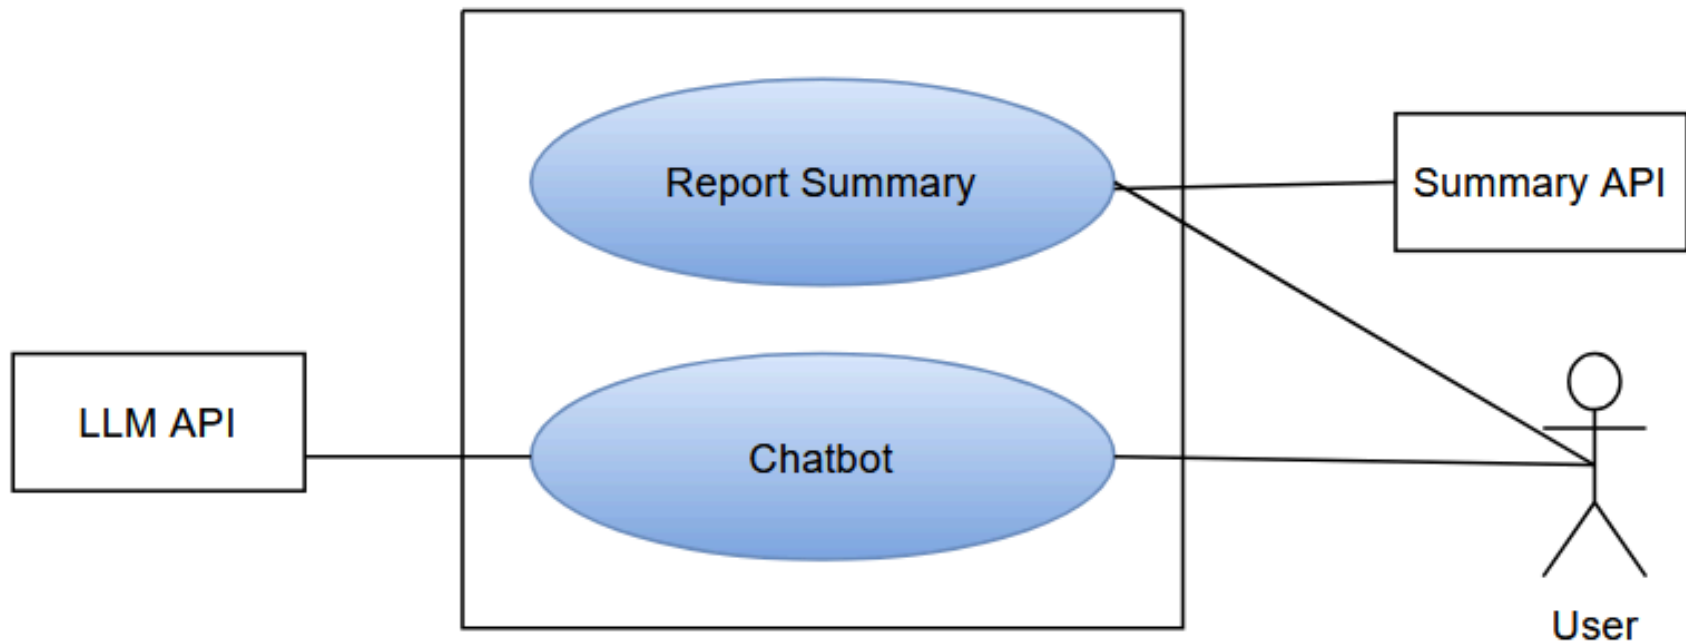 Report Summary
Summary API
LLM API
Chatbot
User